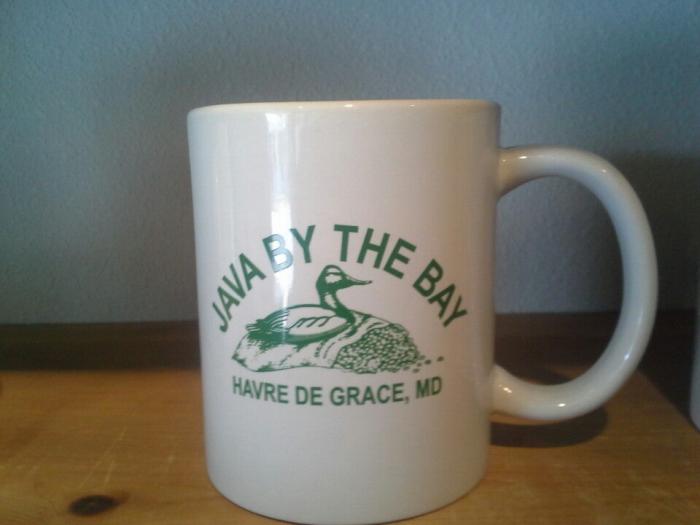 JAVA BY THE BAY
HAVRE DE GRACE, MD